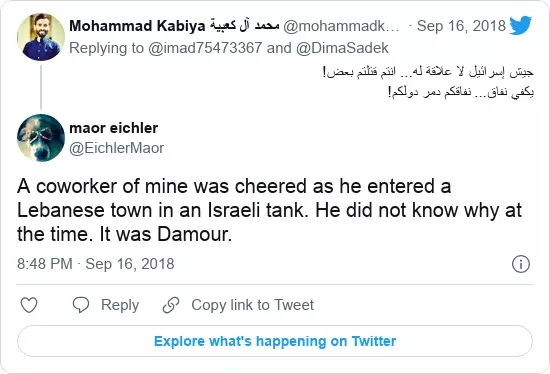 Mohammad Kabiya محمد آل كعبية @mohammadk… · Sep 16, 2018
Replying to @imad75473367 and @DimaSadek
جيش إسرائيل لا علاقة له... انتم قتلتم بعض!
يكفي نفاق... نفاقكم دمر دولكم!
maor eichler
@EichlerMaor
A coworker of mine was cheered as he entered a
Lebanese town in an Israeli tank. He did not know why at
the time. It was Damour.
8:48 PM · Sep 16, 2018
Reply
Copy link to Tweet
Explore what's happening on Twitter